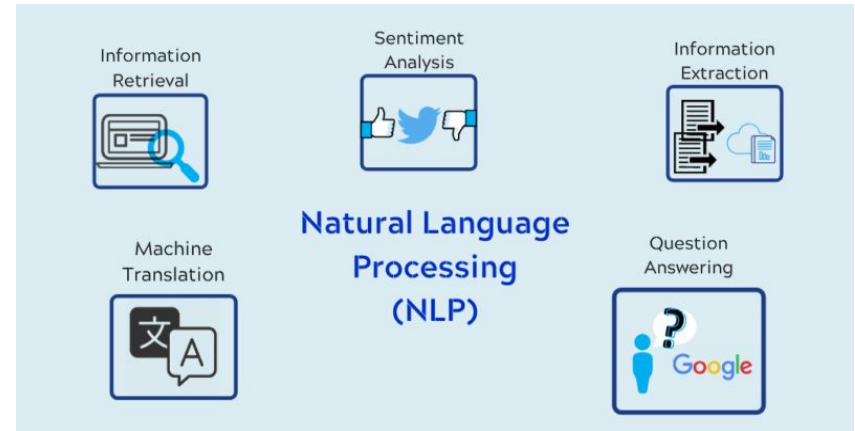 Information
Retrieval
Sentiment
Analysis
Information
Extraction
Natural Language
Processing
(NLP)
Machine
Translation
文
A
Question
Answering
?
Google